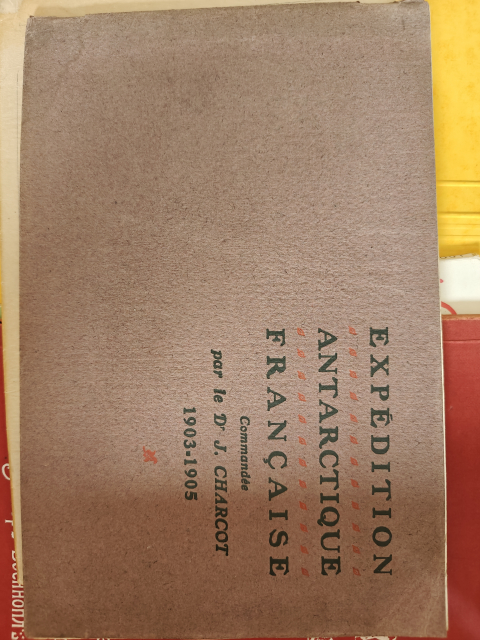 EXPÉDITION
ANTARCTIQUE
FRANÇAISE
Commandée
par le Dr J. CHARCOT
1903-1905